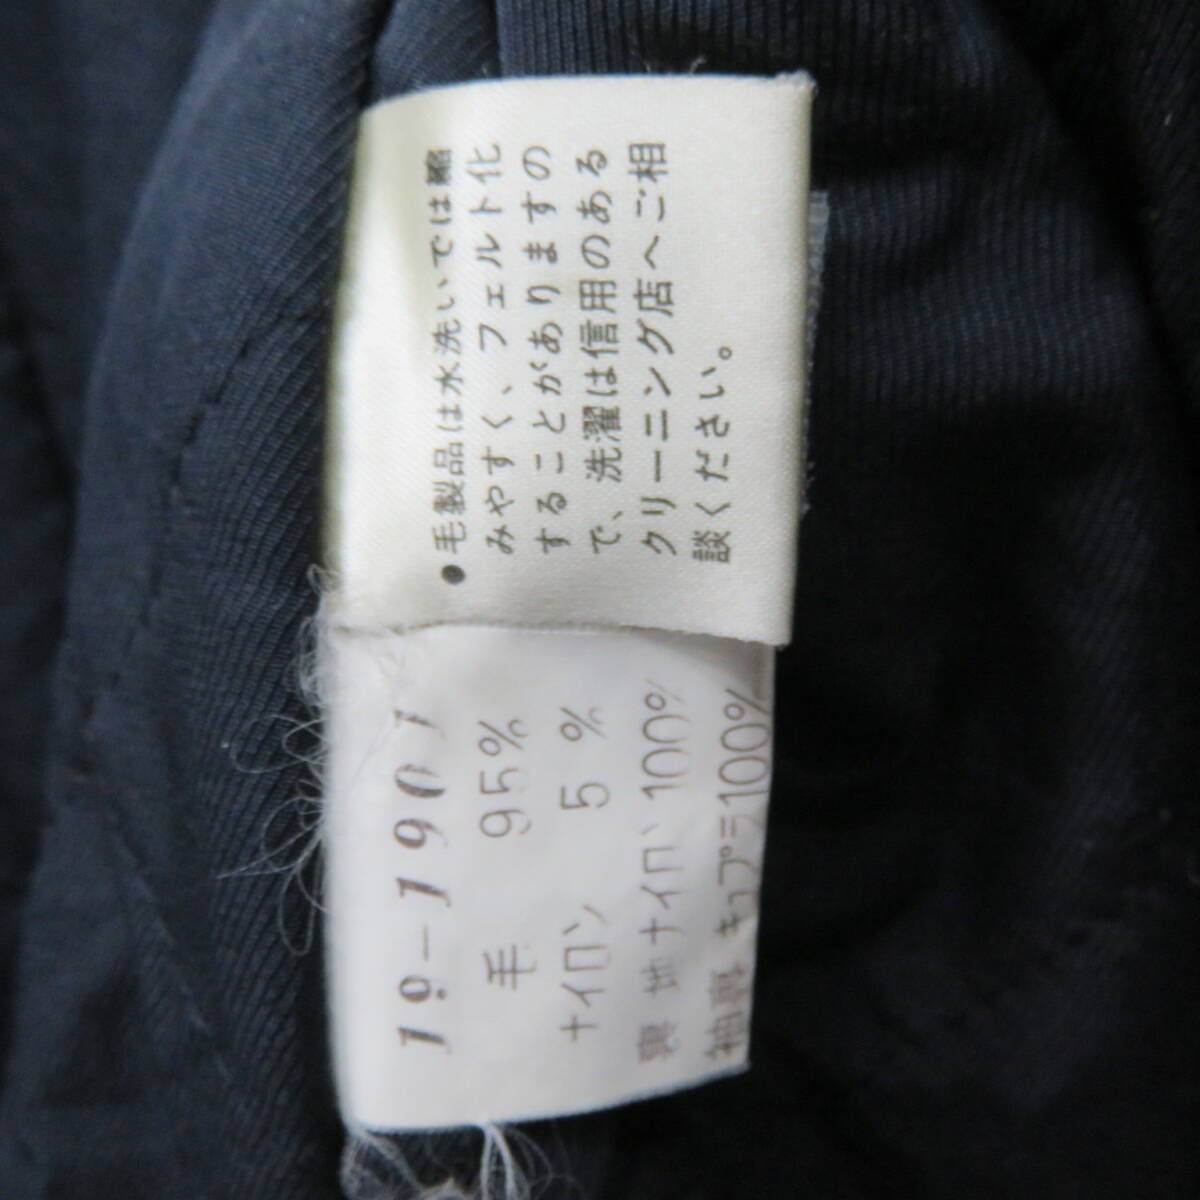 ● 毛製品は水洗いでは縮
みやすく、フェルト化
することがありますの
で、洗濯は信用のある
クリーニング店へご相
談ください。
19-1901
毛 95%
ナイロン 5%
裏地 ナイロン 100%
袖裏 キュプラ100%